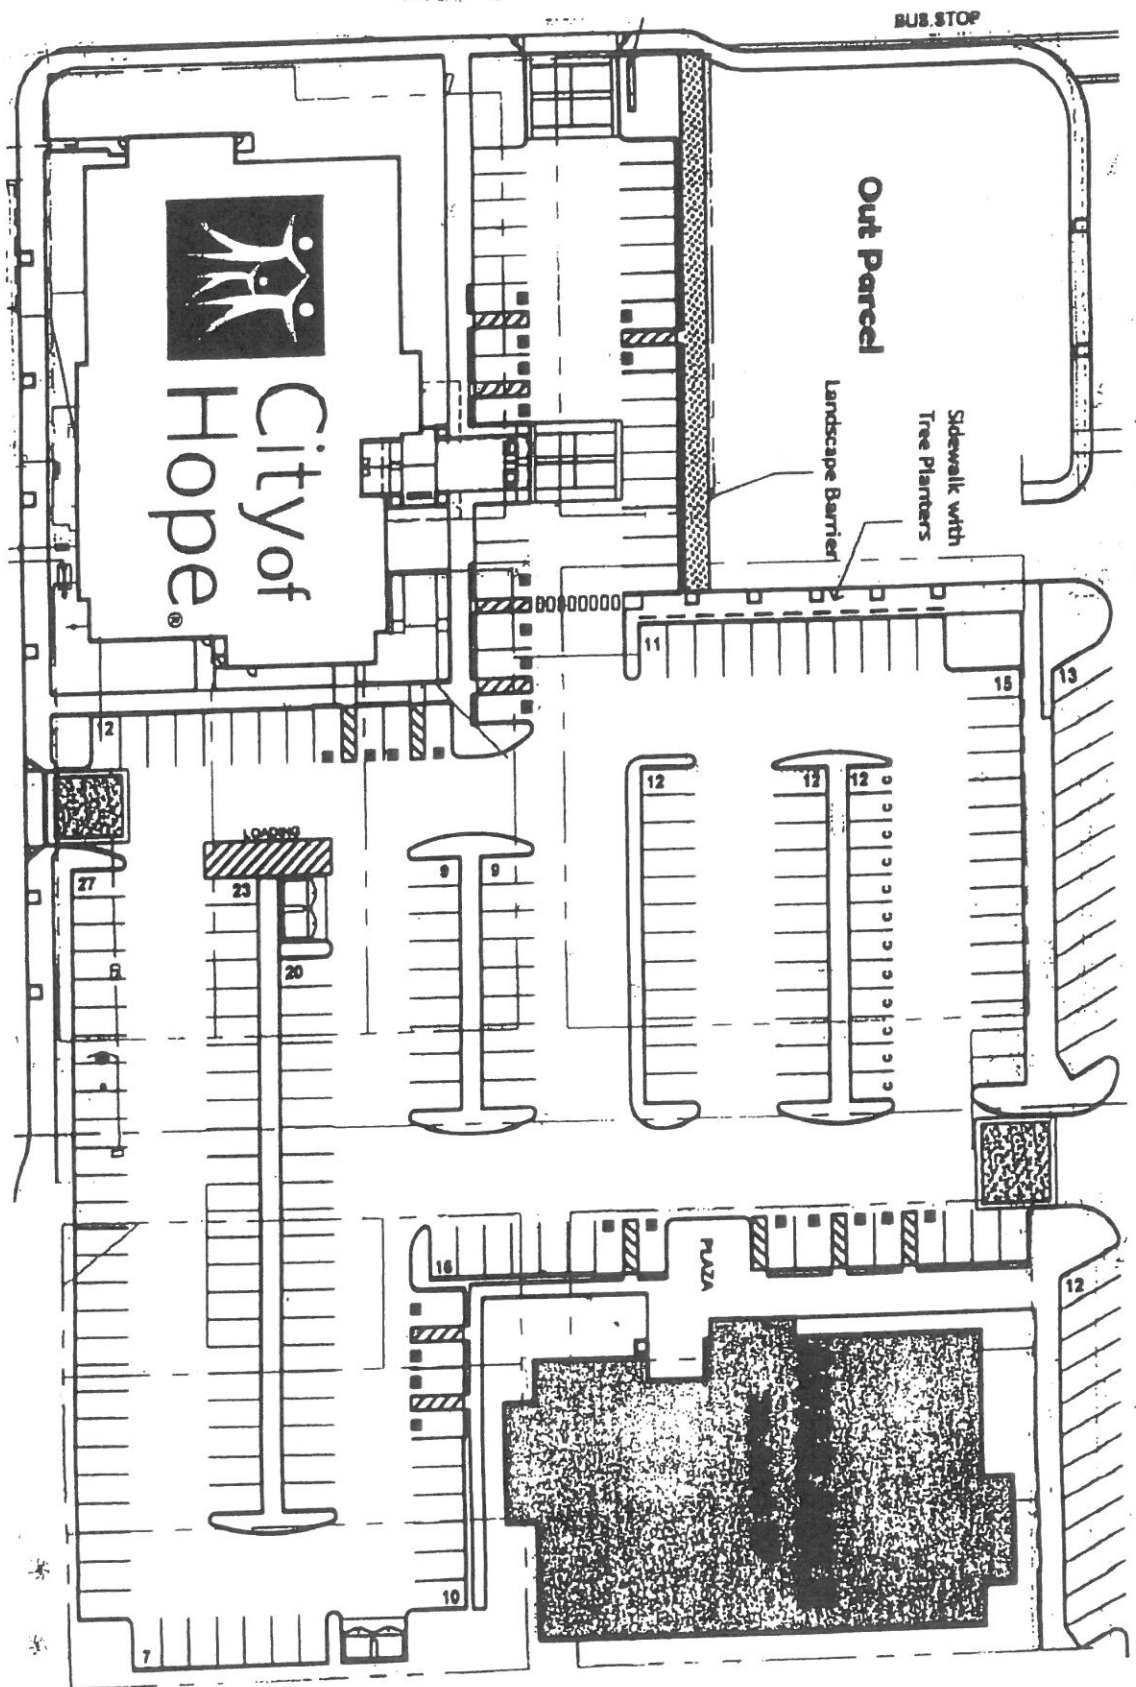 BUS.STOP
Out Parcel
Sidewalk with
Tree Planters
Landscape Barrier
City of
Hope®
11
15
13
12
12
12
12
c
c
c
c
c
c
c
c
c
c
c
c
LOADING
27
23
9
9
20
16
PLAZA
12
10
7